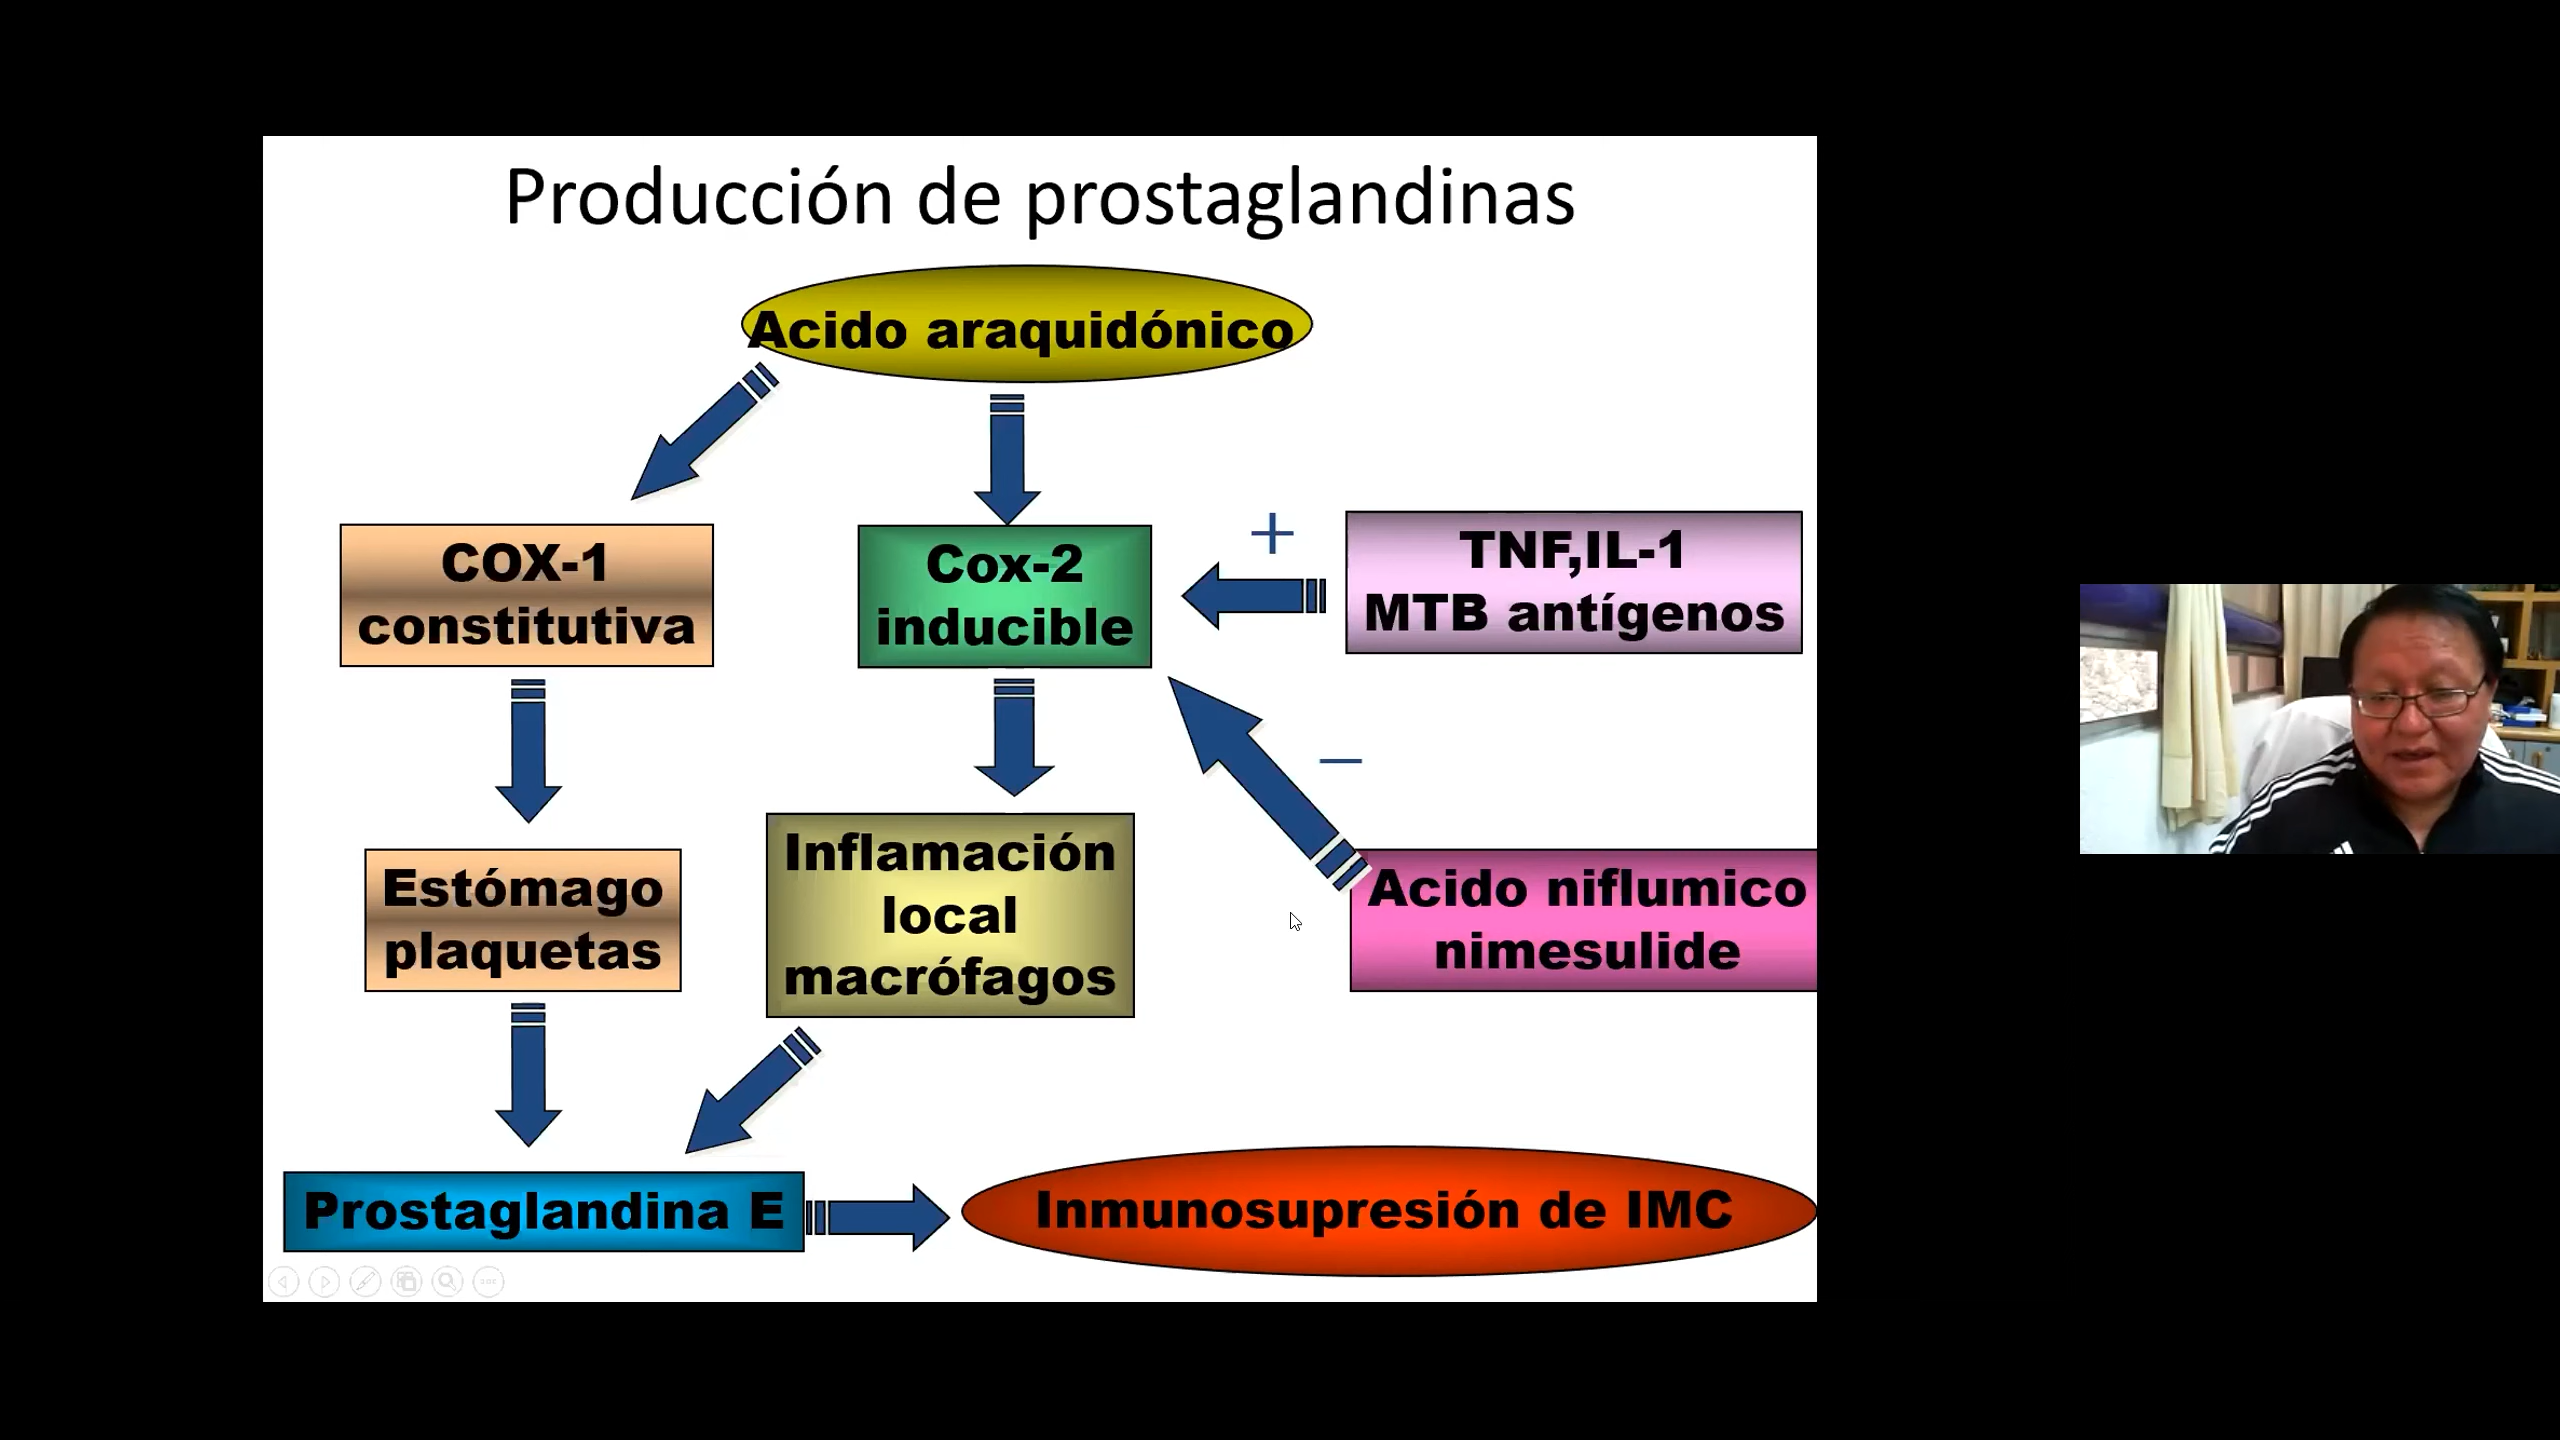 Producción de prostaglandinas
Acido araquidónico
COX-1
constitutiva
Cox-2
inducible
+
TNF,IL-1
MTB antígenos
–
Estómago
plaquetas
Inflamación
local
macrófagos
Acido niflumico
nimesulide
Prostaglandina E
Inmunosupresión de IMC